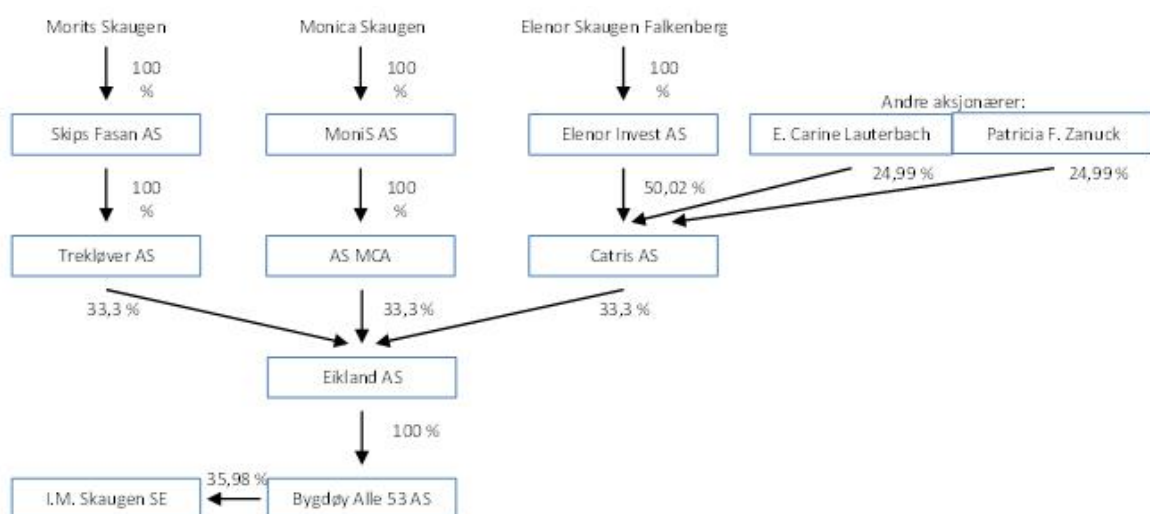 Morits Skaugen
Monica Skaugen
Elenor Skaugen Falkenberg
100
%
100
%
100
%
Andre aksjonærer:
Skips Fasan AS
MoniS AS
Elenor Invest AS
E. Carine Lauterbach
Patricia F. Zanuck
100
%
100
%
50,02 %
24,99 %
24,99 %
Trekløver AS
AS MCA
Catris AS
33,3 %
33,3 %
33,3 %
Eikland AS
100 %
35,98 %
I.M. Skaugen SE
Bygdøy Alle 53 AS